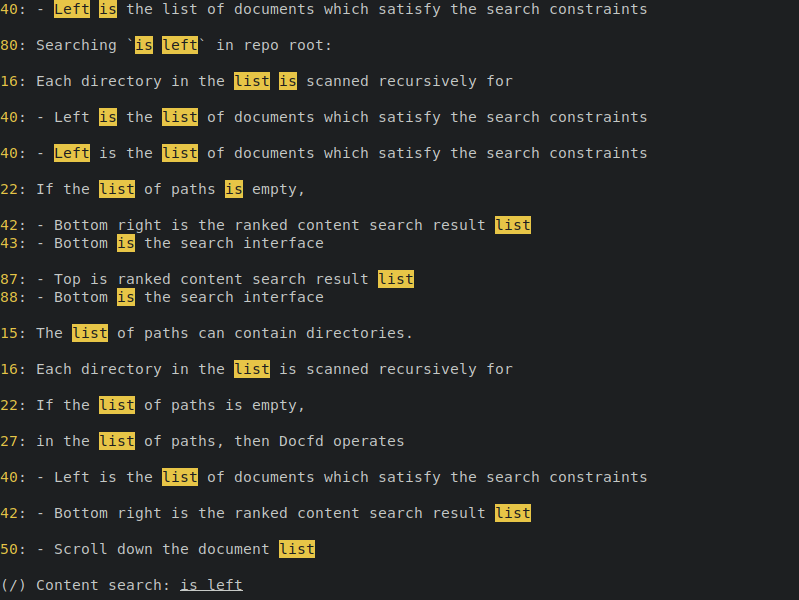 40: - Left is the list of documents which satisfy the search constraints
80: Searching `is left` in repo root:
16: Each directory in the list is scanned recursively for
40: - Left is the list of documents which satisfy the search constraints
40: - Left is the list of documents which satisfy the search constraints
22: If the list of paths is empty,
42: - Bottom right is the ranked content search result list
43: - Bottom is the search interface
87: - Top is ranked content search result list
88: - Bottom is the search interface
15: The list of paths can contain directories.
16: Each directory in the list is scanned recursively for
22: If the list of paths is empty,
27: in the list of paths, then Docfd operates
40: - Left is the list of documents which satisfy the search constraints
42: - Bottom right is the ranked content search result list
50: - Scroll down the document list
(/) Content search: is left